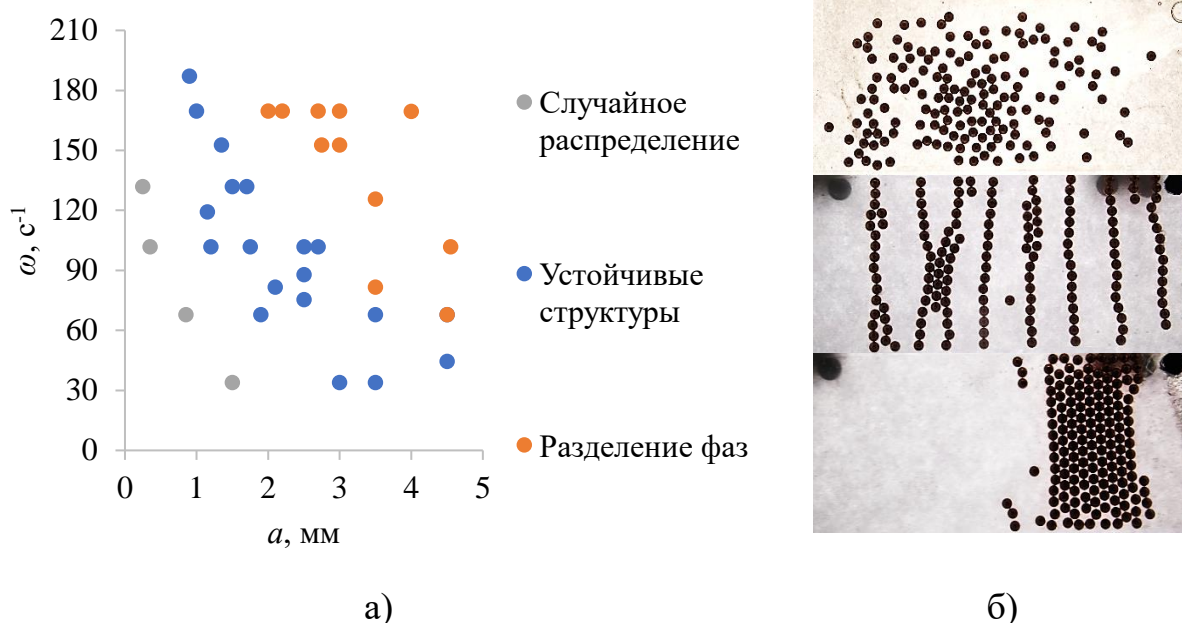 210
180
150
120
90
60
30
0
ω, с⁻¹
0 1 2 3 4 5
a, мм
Случайное
распределение
Устойчивые
структуры
Разделение фаз
а)
б)